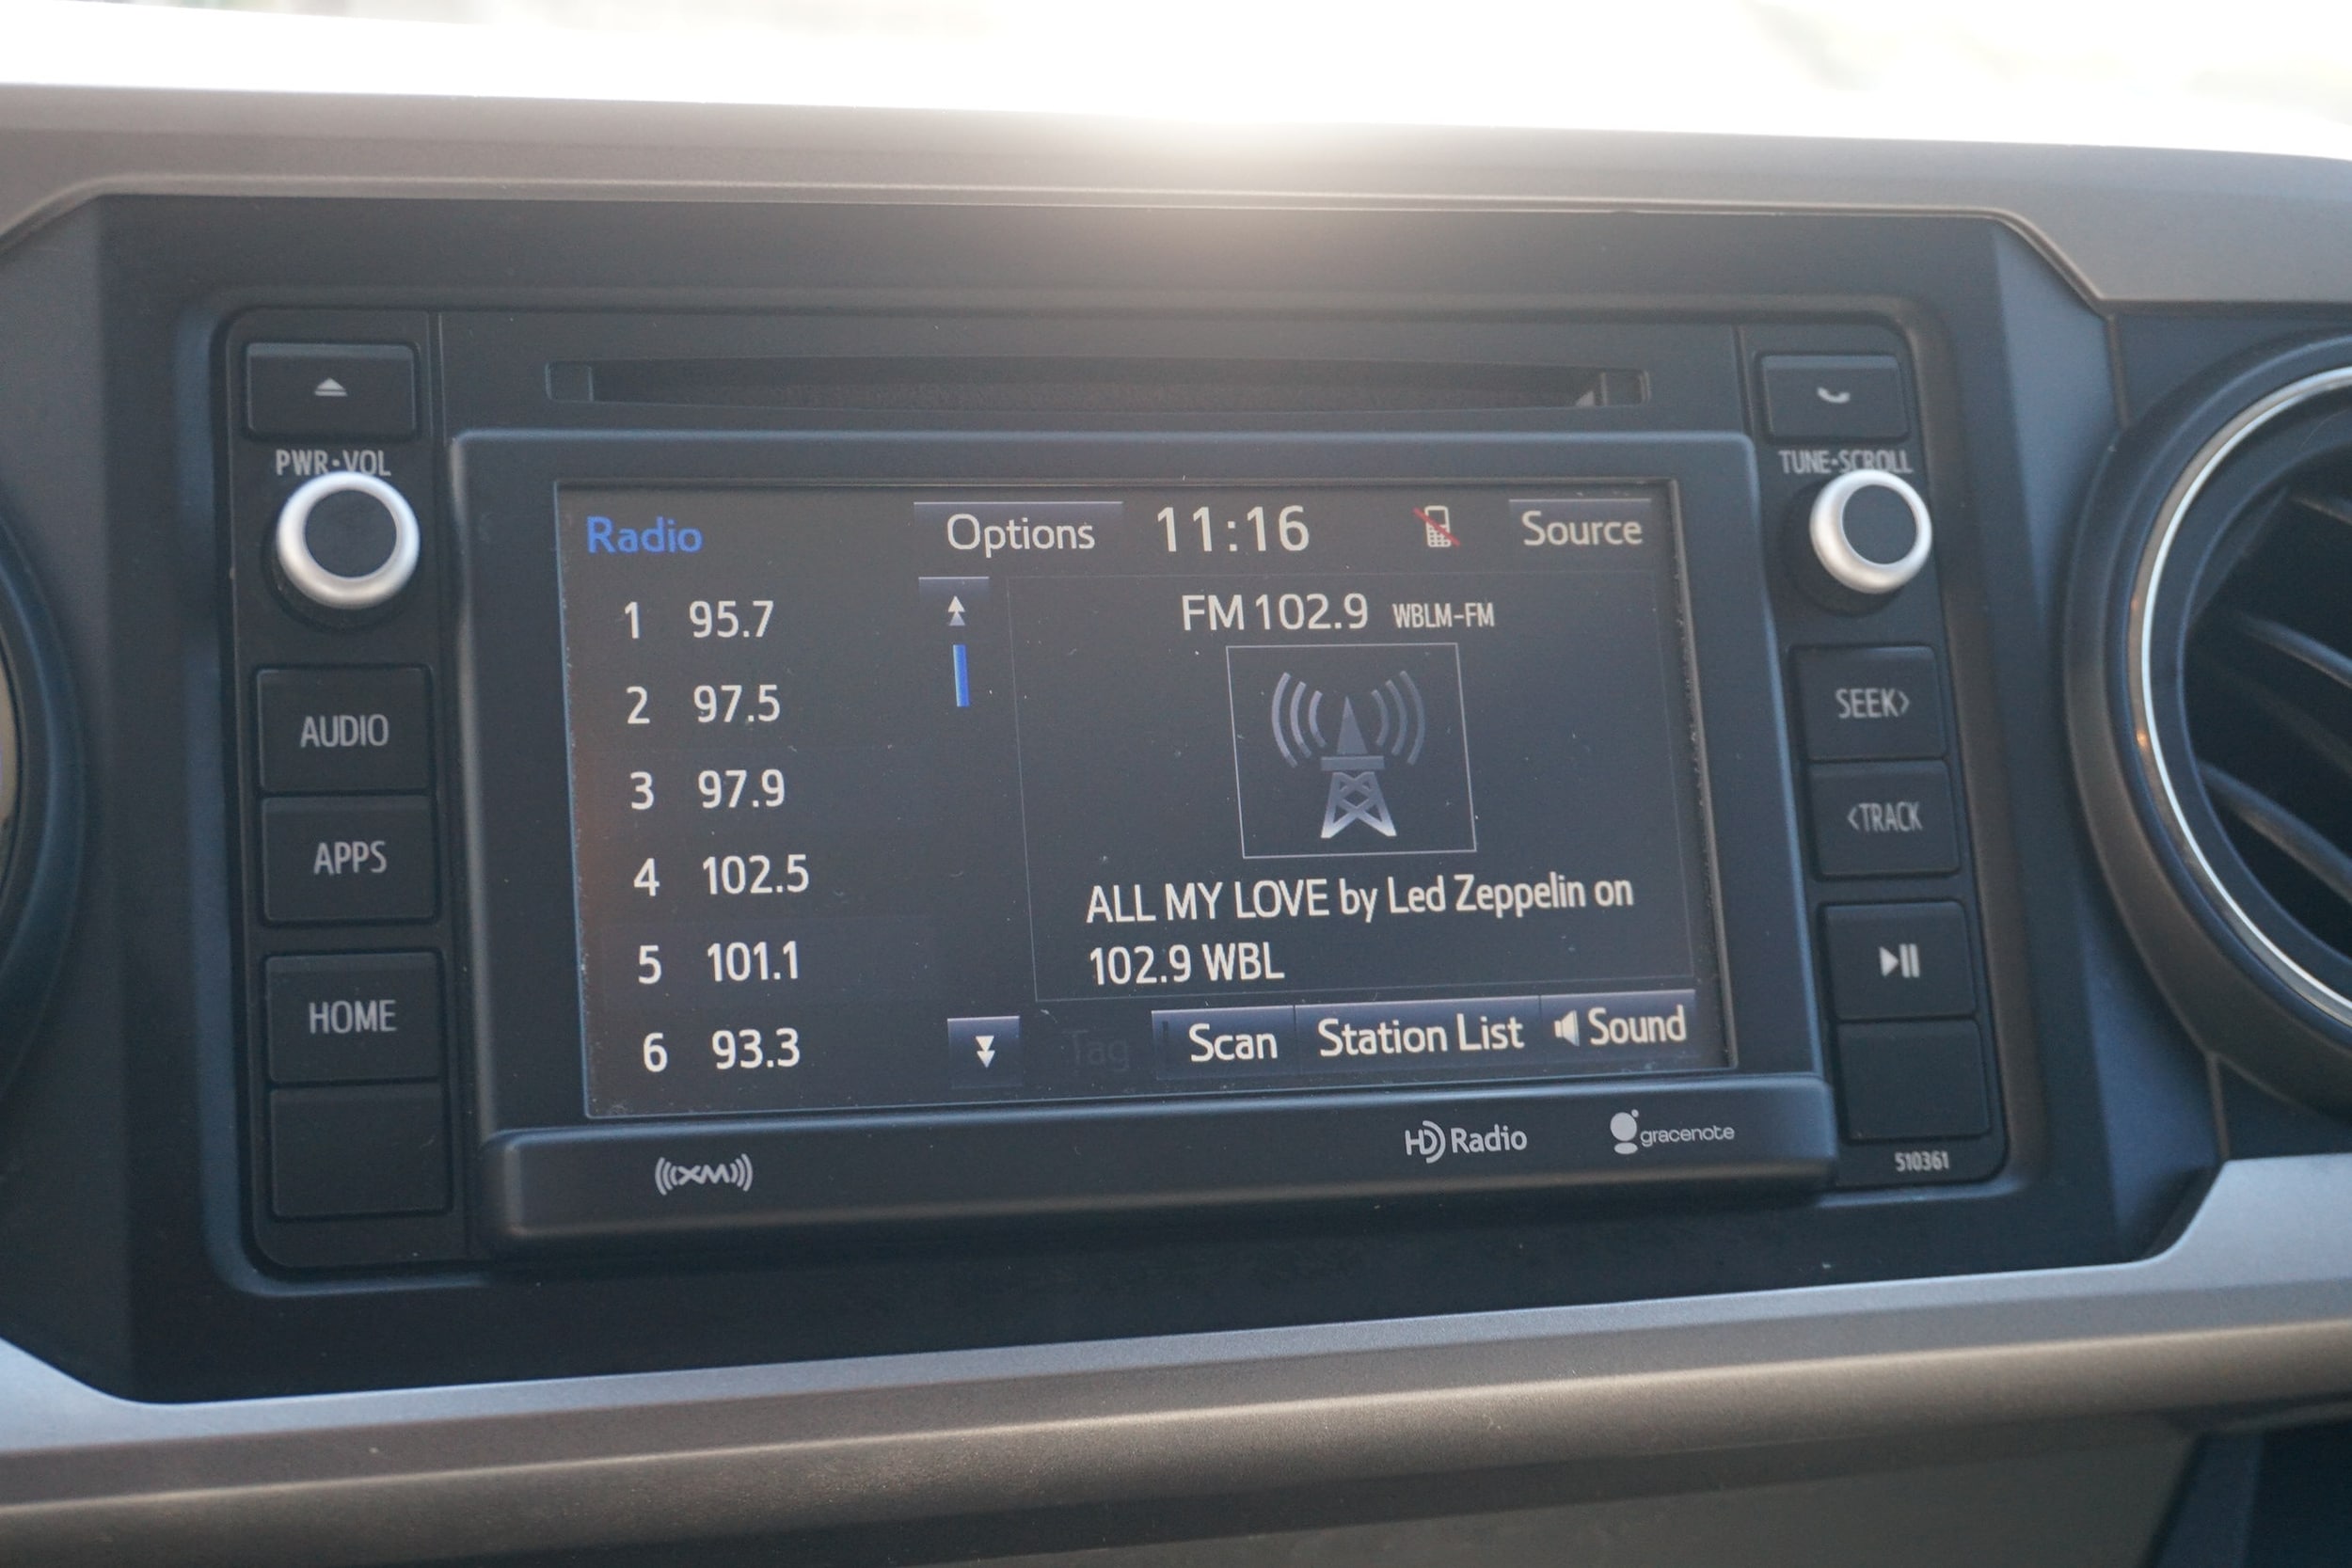 PWR•VOL
AUDIO
APPS
HOME
Radio
Options
11:16
Source
1 95.7
2 97.5
3 97.9
4 102.5
5 101.1
6 93.3
FM 102.9 WBLM-FM
ALL MY LOVE by Led Zeppelin on
102.9 WBL
Tag
Scan
Station List
Sound
((XM))
HD Radio
gracenote
TUNE•SCROLL
SEEK>
<TRACK
510361